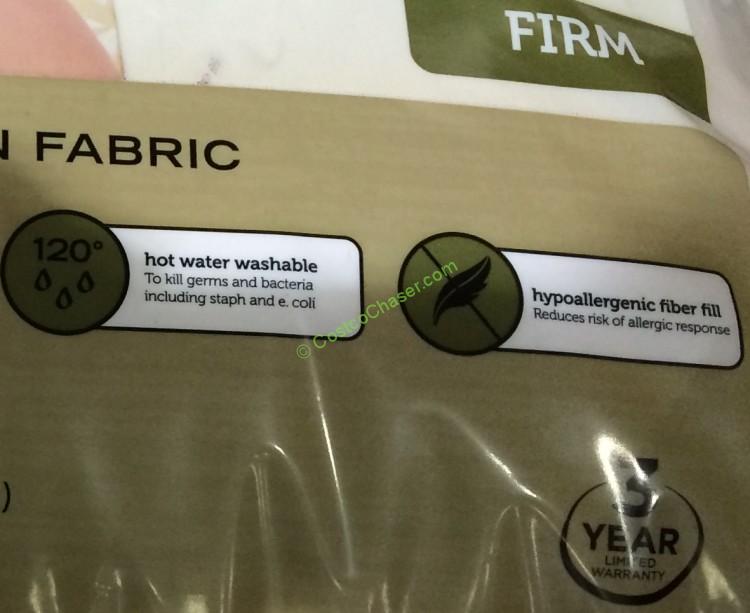 FIRM
FABRIC
120°
hot water washable
To kill germs and bacteria
including staph and e. coli
hypoallergenic fiber fill
Reduces risk of allergic response
© CostcoChaser.com
)
3
YEAR
LIMITED
WARRANTY